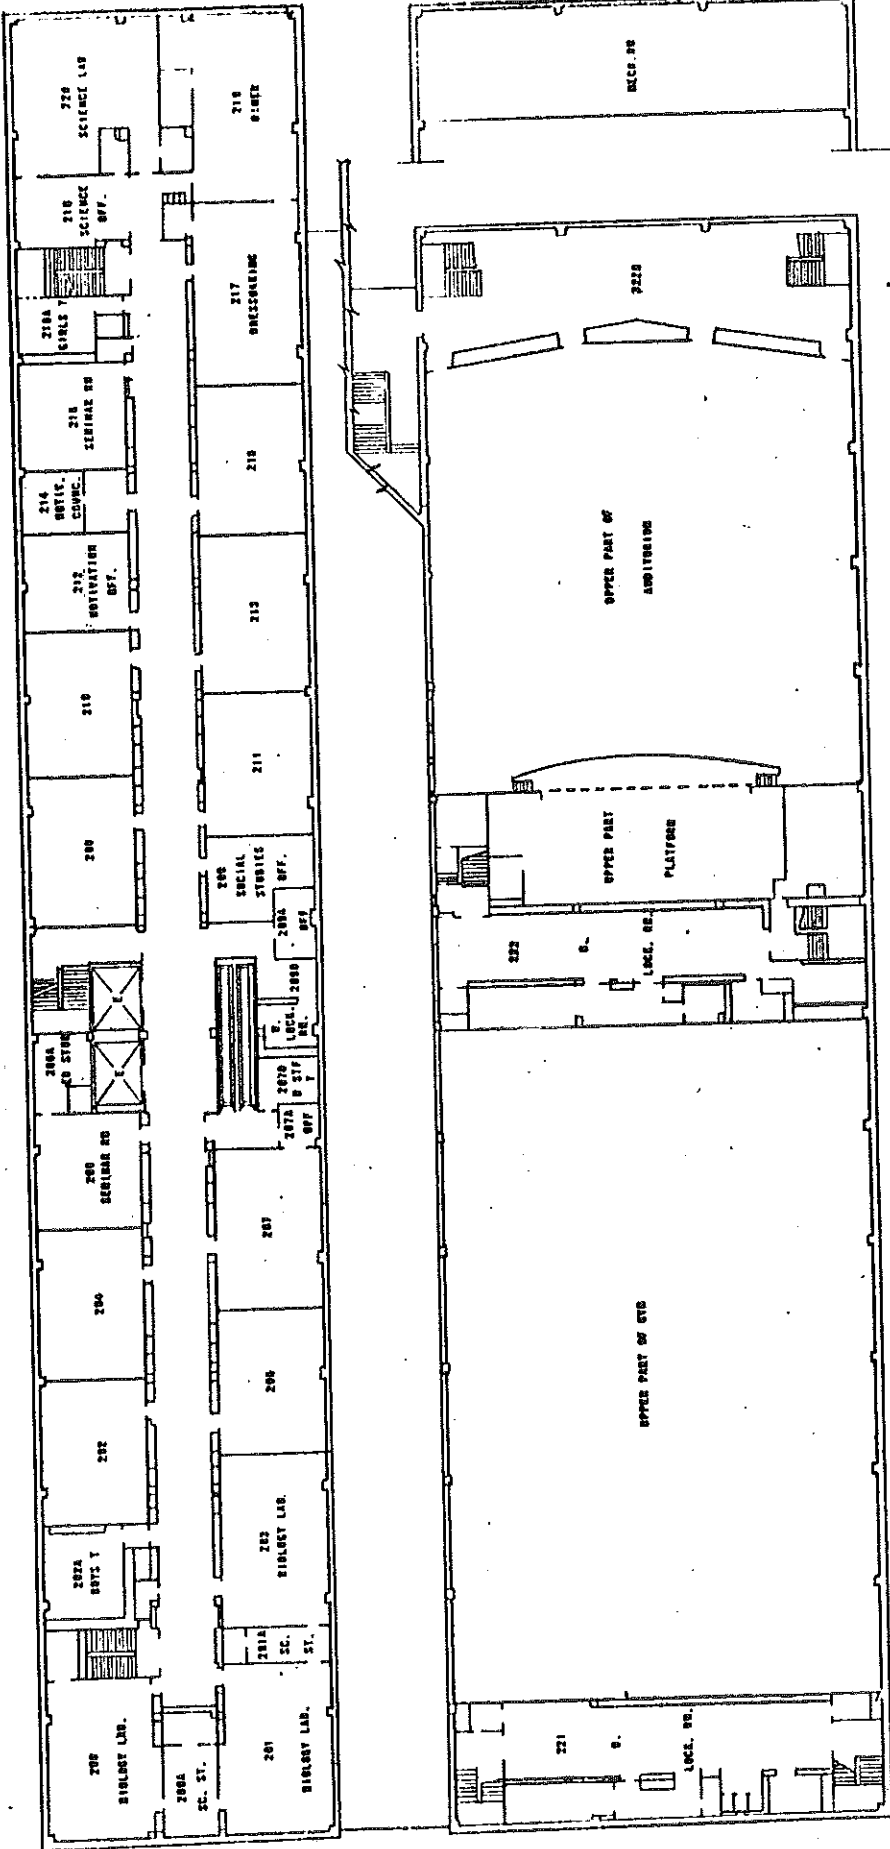 220
SCIENCE LAB
219
218
SCIENCE
OFF.
217
DRESSMAKING
218A
GIRLS T
216
SEMINAR RM
215
214
MOTIV.
COUNC.
213
212
MOTIVATION
OFF.
210
211
208
209
SOCIAL
STUDIES
OFF.
209A
OFF
E
E
206A
LOCK.
RM.
207B
STF
T
207A
OFF
206
SEMINAR RM
207
204
205
202
203
BIOLOGY LAB.
202A
BOYS T
201A
SC.
ST.
200
BIOLOGY LAB.
200A
SC. ST.
201
BIOLOGY LAB.
MECH. RM
UPPER PART OF
AUDITORIUM
UPPER PART
PLATFORM
222
LOCK. RM.
UPPER PART OF GYM
221
LOCK. RM.